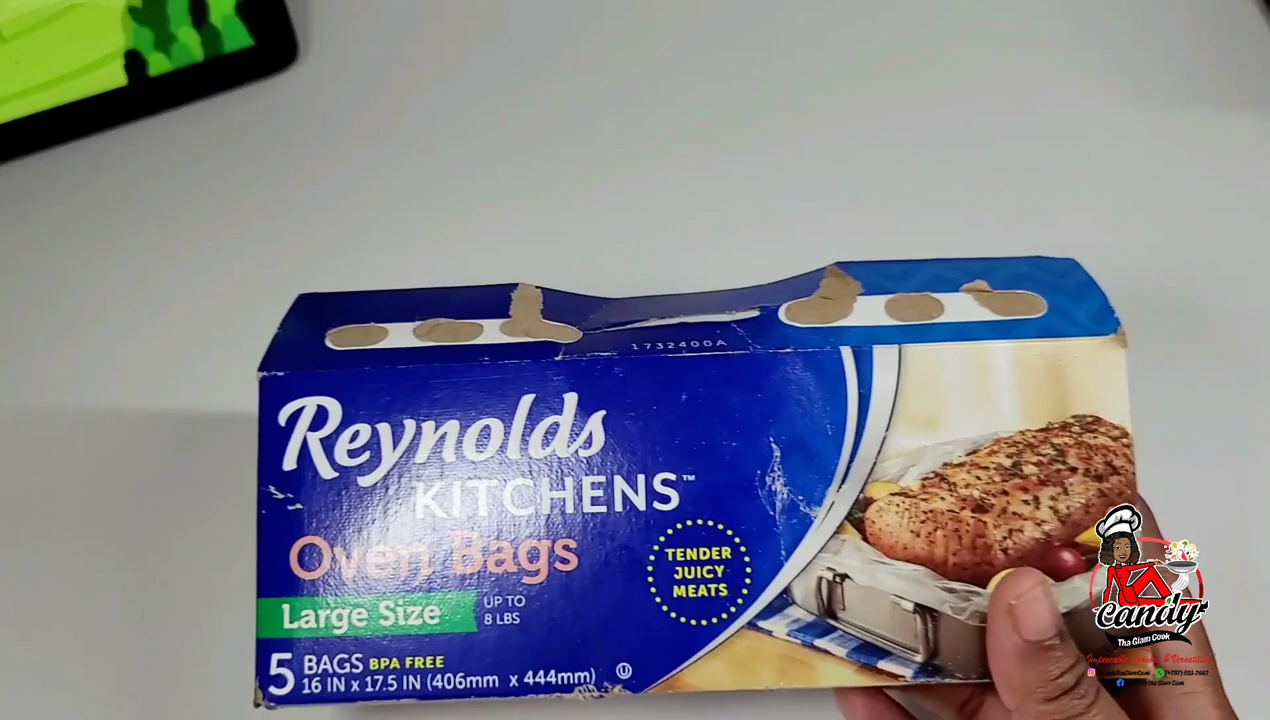 1732400A
Reynolds
KITCHENS™
Oven Bags
Large Size
UP TO
8 LBS
TENDER
JUICY
MEATS
5 BAGS BPA FREE
16 IN x 17.5 IN (406mm x 444mm) U
Candy
Tha Glam Cook